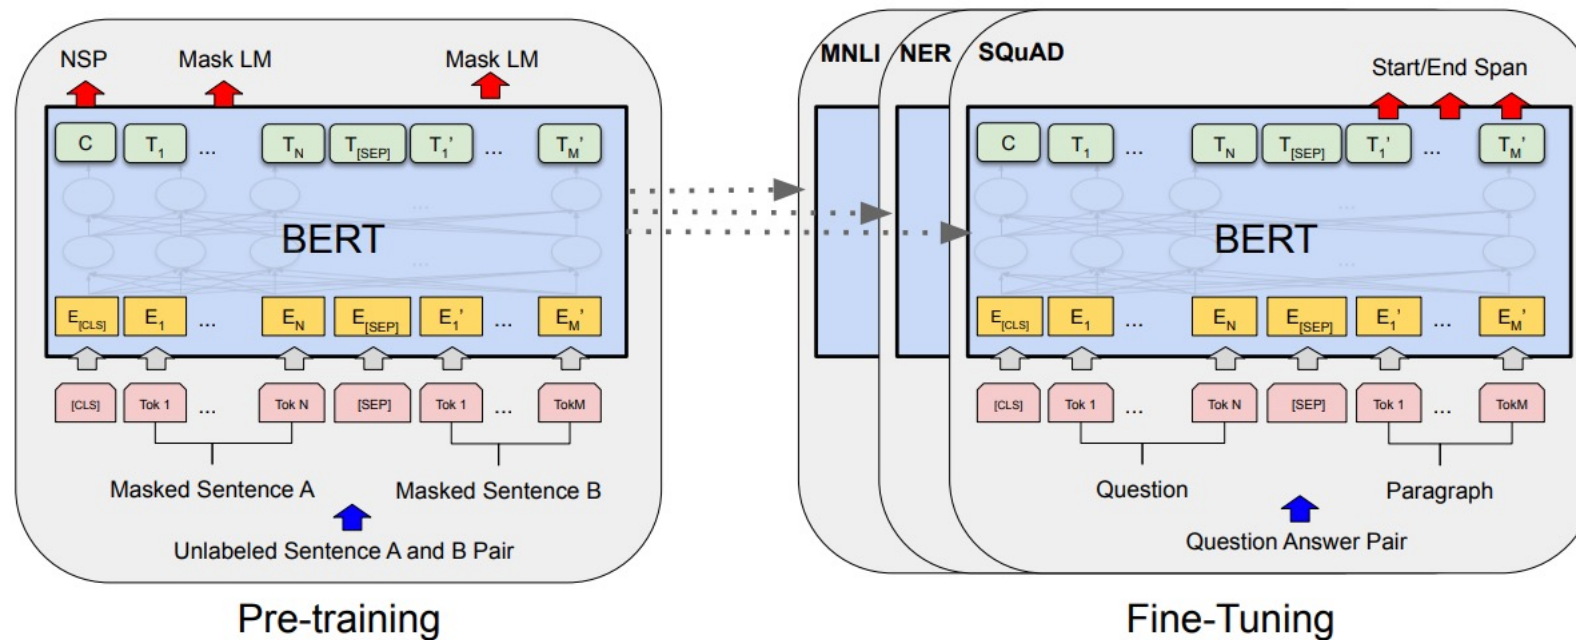 NSP Mask LM Mask LM
C T1 ... TN T[SEP] T1’ ... TM’
...
BERT
...
E[CLS] E1 ... EN E[SEP] E1’ ... EM’
[CLS] Tok 1 ... Tok N [SEP] Tok 1 ... TokM
Masked Sentence A Masked Sentence B
Unlabeled Sentence A and B Pair
Pre-training
MNLI NER SQuAD
Start/End Span
C T1 ... TN T[SEP] T1’ ... TM’
...
BERT
...
E[CLS] E1 ... EN E[SEP] E1’ ... EM’
[CLS] Tok 1 ... Tok N [SEP] Tok 1 ... TokM
Question Paragraph
Question Answer Pair
Fine-Tuning